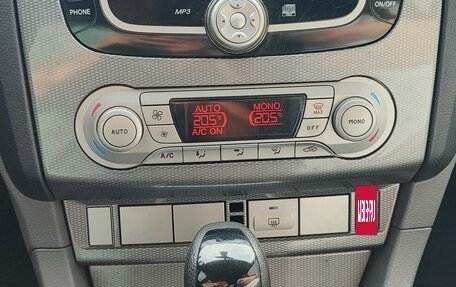 PHONE
MP3
ON/OFF
AUTO MONO
20.5°C 20.5°C
A/C ON
AUTO
MAX
OFF
MONO
A/C